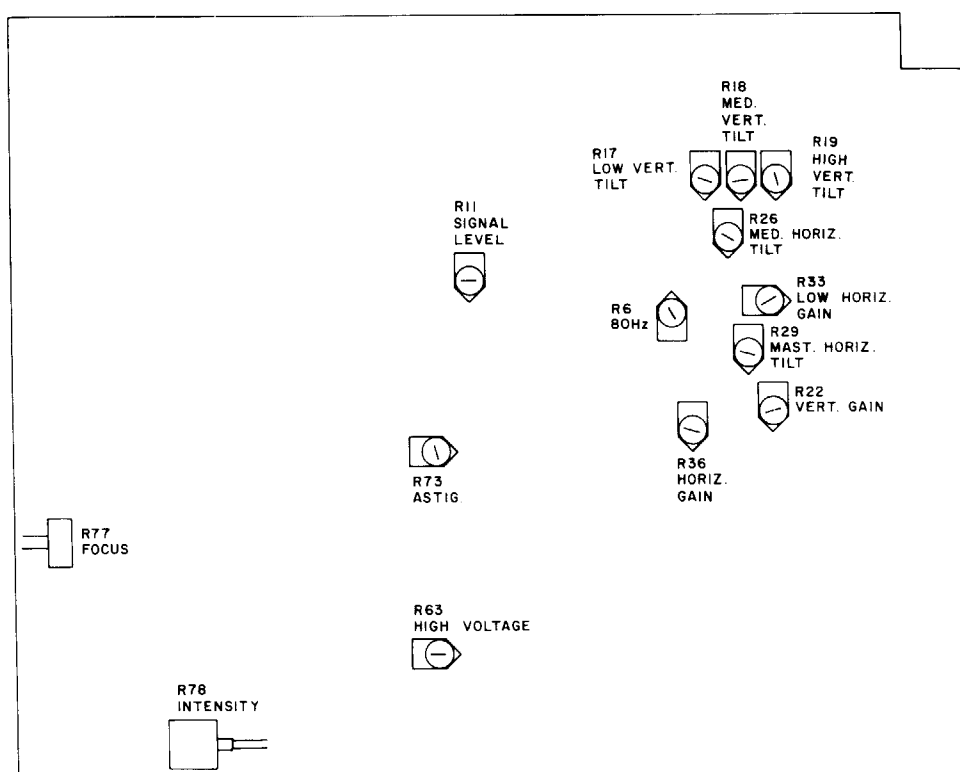 R18
MED.
VERT.
TILT
R17
LOW VERT.
TILT
R19
HIGH
VERT.
TILT
R11
SIGNAL
LEVEL
R26
MED. HORIZ.
TILT
R6
80Hz
R33
LOW HORIZ.
GAIN
R29
MAST. HORIZ.
TILT
R22
VERT. GAIN
R36
HORIZ.
GAIN
R73
ASTIG.
R77
FOCUS
R63
HIGH VOLTAGE
R78
INTENSITY